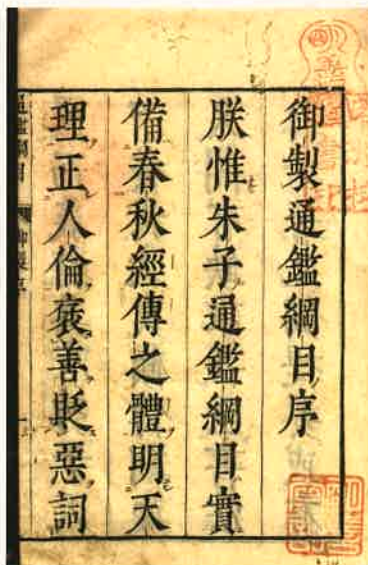 御製通鑑綱目序
朕惟朱子通鑑綱目實
備春秋經傳之體明天
理正人倫褒善貶惡詞